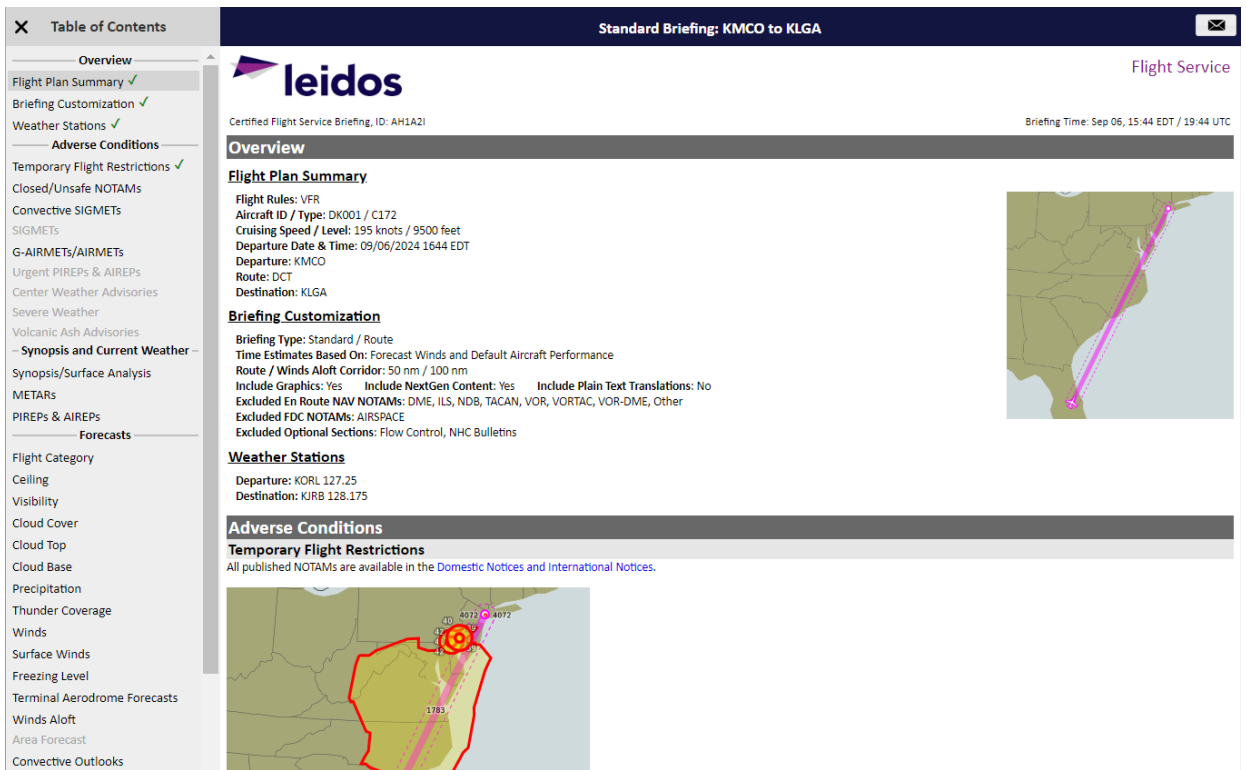 Table of Contents
Standard Briefing: KMCO to KLGA
Overview
Flight Plan Summary ✓
Briefing Customization ✓
Weather Stations ✓
Adverse Conditions
Temporary Flight Restrictions ✓
Closed/Unsafe NOTAMs
Convective SIGMETs
SIGMETs
G-AIRMETs/AIRMETs
Urgent PIREPs & AIREPs
Center Weather Advisories
Severe Weather
Volcanic Ash Advisories
Synopsis and Current Weather
Synopsis/Surface Analysis
METARs
PIREPs & AIREPs
Forecasts
Flight Category
Ceiling
Visibility
Cloud Cover
Cloud Top
Cloud Base
Precipitation
Thunder Coverage
Winds
Surface Winds
Freezing Level
Terminal Aerodrome Forecasts
Winds Aloft
Area Forecast
Convective Outlooks
leidos
Flight Service
Certified Flight Service Briefing, ID: AH1A2I
Briefing Time: Sep 06, 15:44 EDT / 19:44 UTC
Overview
Flight Plan Summary
Flight Rules: VFR
Aircraft ID / Type: DK001 / C172
Cruising Speed / Level: 195 knots / 9500 feet
Departure Date & Time: 09/06/2024 1644 EDT
Departure: KMCO
Route: DCT
Destination: KLGA
Briefing Customization
Briefing Type: Standard / Route
Time Estimates Based On: Forecast Winds and Default Aircraft Performance
Route / Winds Aloft Corridor: 50 nm / 100 nm
Include Graphics: Yes Include NextGen Content: Yes Include Plain Text Translations: No
Excluded En Route NAV NOTAMs: DME, ILS, NDB, TACAN, VOR, VORTAC, VOR-DME, Other
Excluded FDC NOTAMs: AIRSPACE
Excluded Optional Sections: Flow Control, NHC Bulletins
Weather Stations
Departure: KORL 127.25
Destination: KJRB 128.175
Adverse Conditions
Temporary Flight Restrictions
All published NOTAMs are available in the Domestic Notices and International Notices.
4072 4072
40
1783